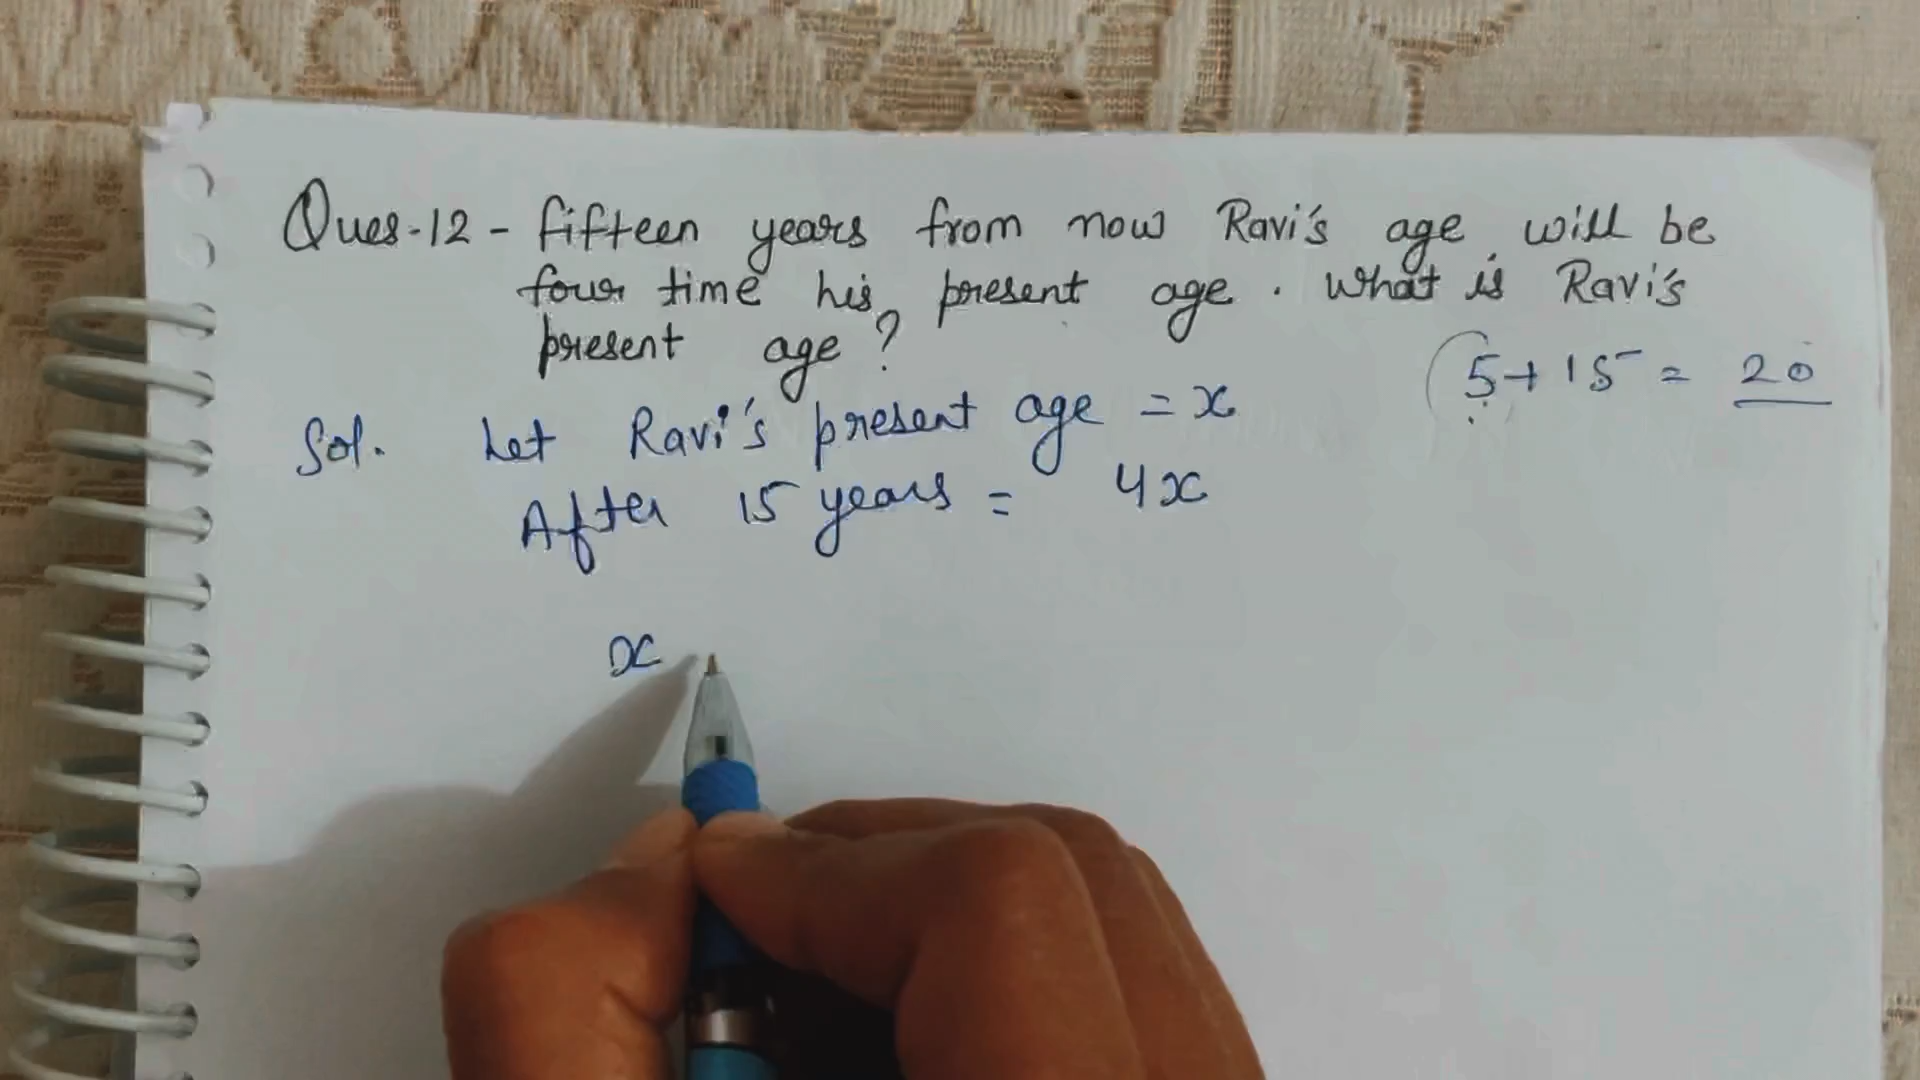 Ques.12 - fifteen years from now Ravi's age will be
four time his present age. What is Ravi's
present age?
5+15 = 20
Sol. Let Ravi's present age = x
After 15 years = 4x
x